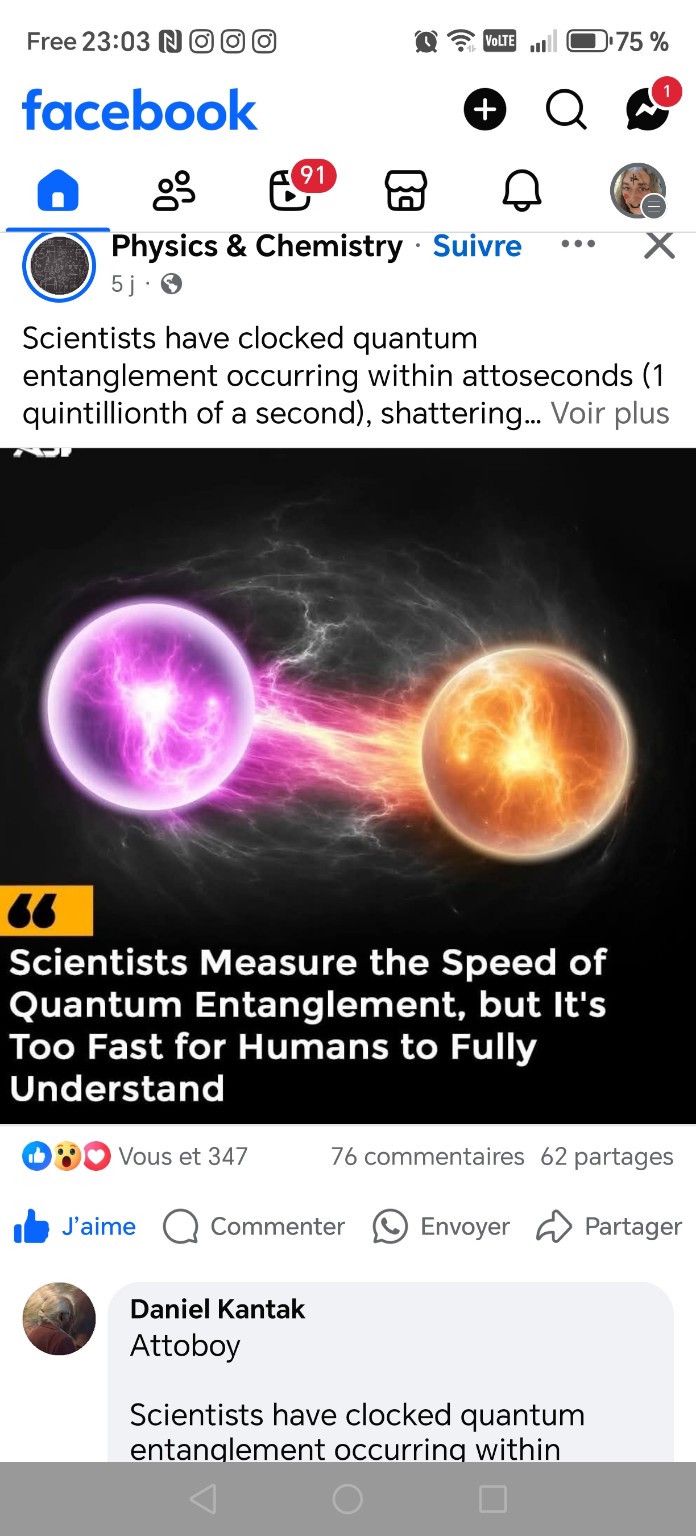 Free 23:03 VoLTE 75 %
facebook
1
91
Physics & Chemistry · Suivre
5 j ·
Scientists have clocked quantum
entanglement occurring within attoseconds (1
quintillionth of a second), shattering... Voir plus
Scientists Measure the Speed of
Quantum Entanglement, but It's
Too Fast for Humans to Fully
Understand
Vous et 347 76 commentaires 62 partages
J’aime Commenter Envoyer Partager
Daniel Kantak
Attoboy
Scientists have clocked quantum
entanglement occurring within